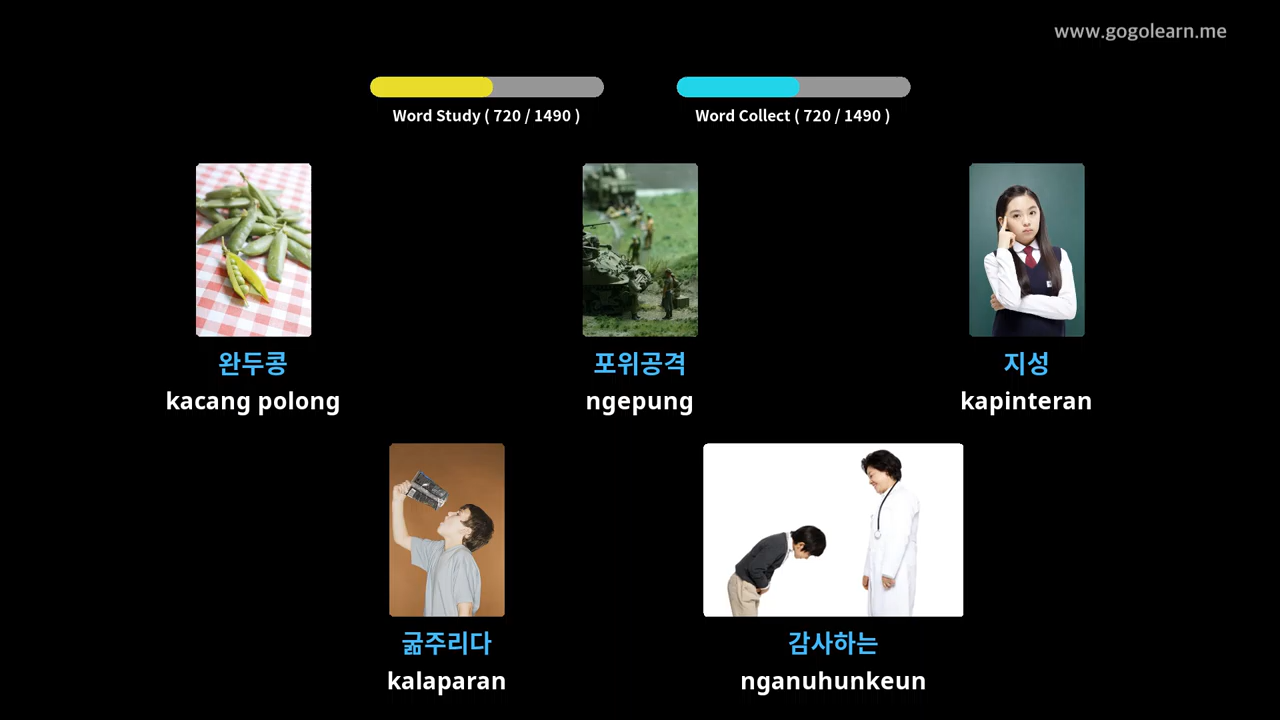 www.gogolearn.me
Word Study ( 720 / 1490 )
Word Collect ( 720 / 1490 )
완두콩
kacang polong
포위공격
ngepung
지성
kapinteran
굶주리다
kalaparan
감사하는
nganuhunkeun